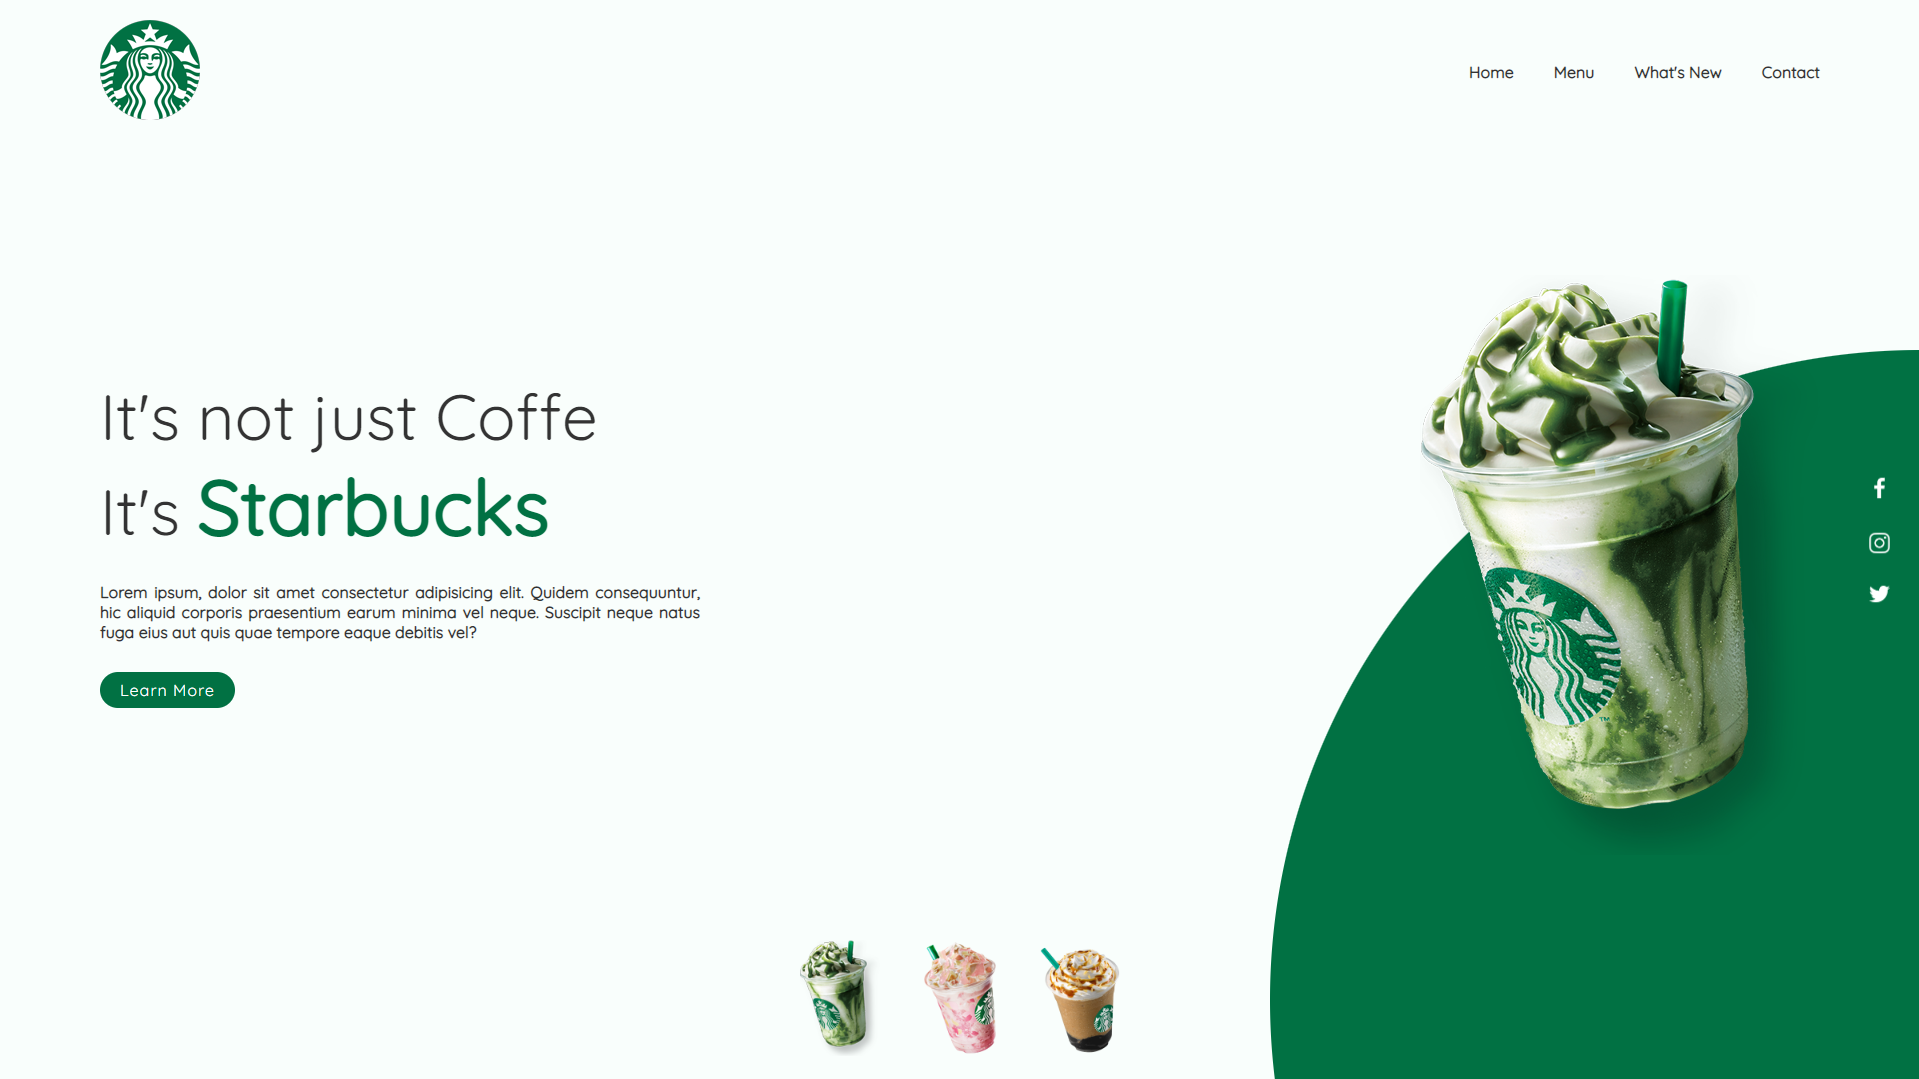 Home Menu What's New Contact
It's not just Coffe
It's Starbucks
Lorem ipsum, dolor sit amet consectetur adipisicing elit. Quidem consequuntur,
hic aliquid corporis praesentium earum minima vel neque. Suscipit neque natus
fuga eius aut quis quae tempore eaque debitis vel?
Learn More
TM